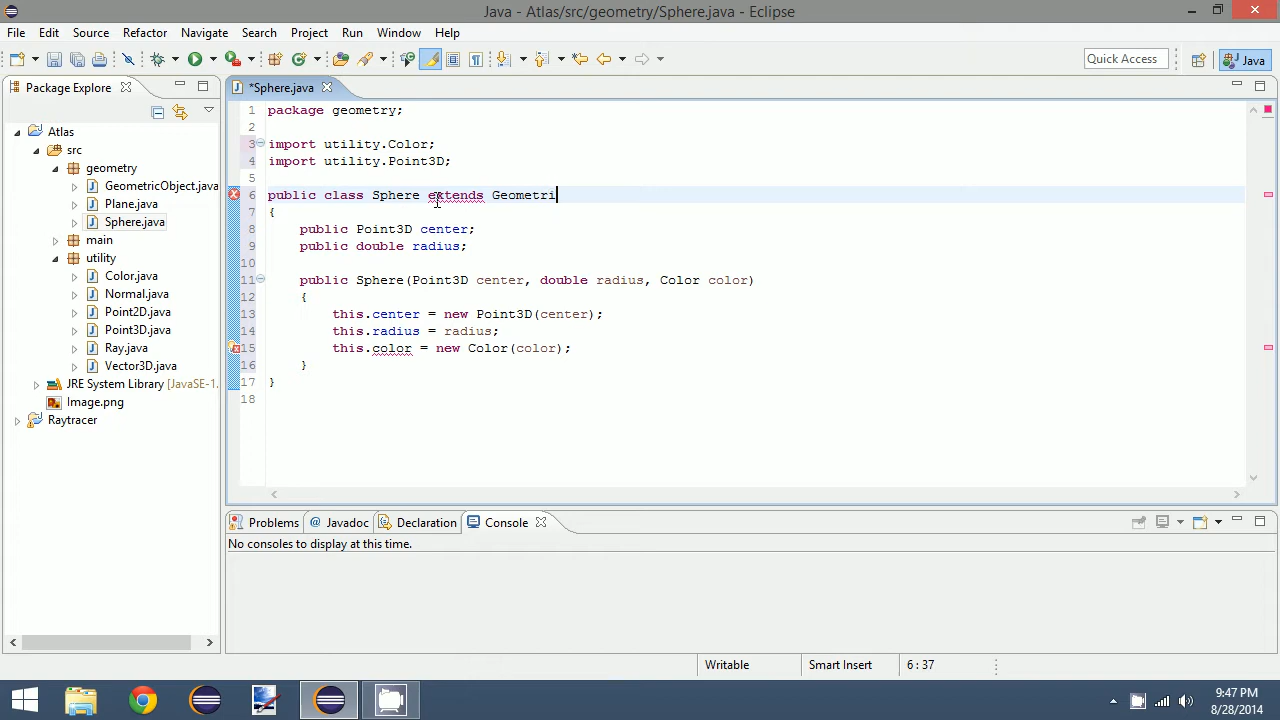 Java - Atlas/src/geometry/Sphere.java - Eclipse
File Edit Source Refactor Navigate Search Project Run Window Help
Quick Access Java
Package Explorer
*Sphere.java
Atlas
src
geometry
GeometricObject.java
Plane.java
Sphere.java
main
utility
Color.java
Normal.java
Point2D.java
Point3D.java
Ray.java
Vector3D.java
JRE System Library [JavaSE-1.
Image.png
Raytracer
1 package geometry;
2
3 import utility.Color;
4 import utility.Point3D;
5
6 public class Sphere extends Geometri
7 {
8 public Point3D center;
9 public double radius;
10
11 public Sphere(Point3D center, double radius, Color color)
12 {
13 this.center = new Point3D(center);
14 this.radius = radius;
15 this.color = new Color(color);
16 }
17 }
18
Problems @ Javadoc Declaration Console
No consoles to display at this time.
Writable Smart Insert 6 : 37
9:47 PM
8/28/2014